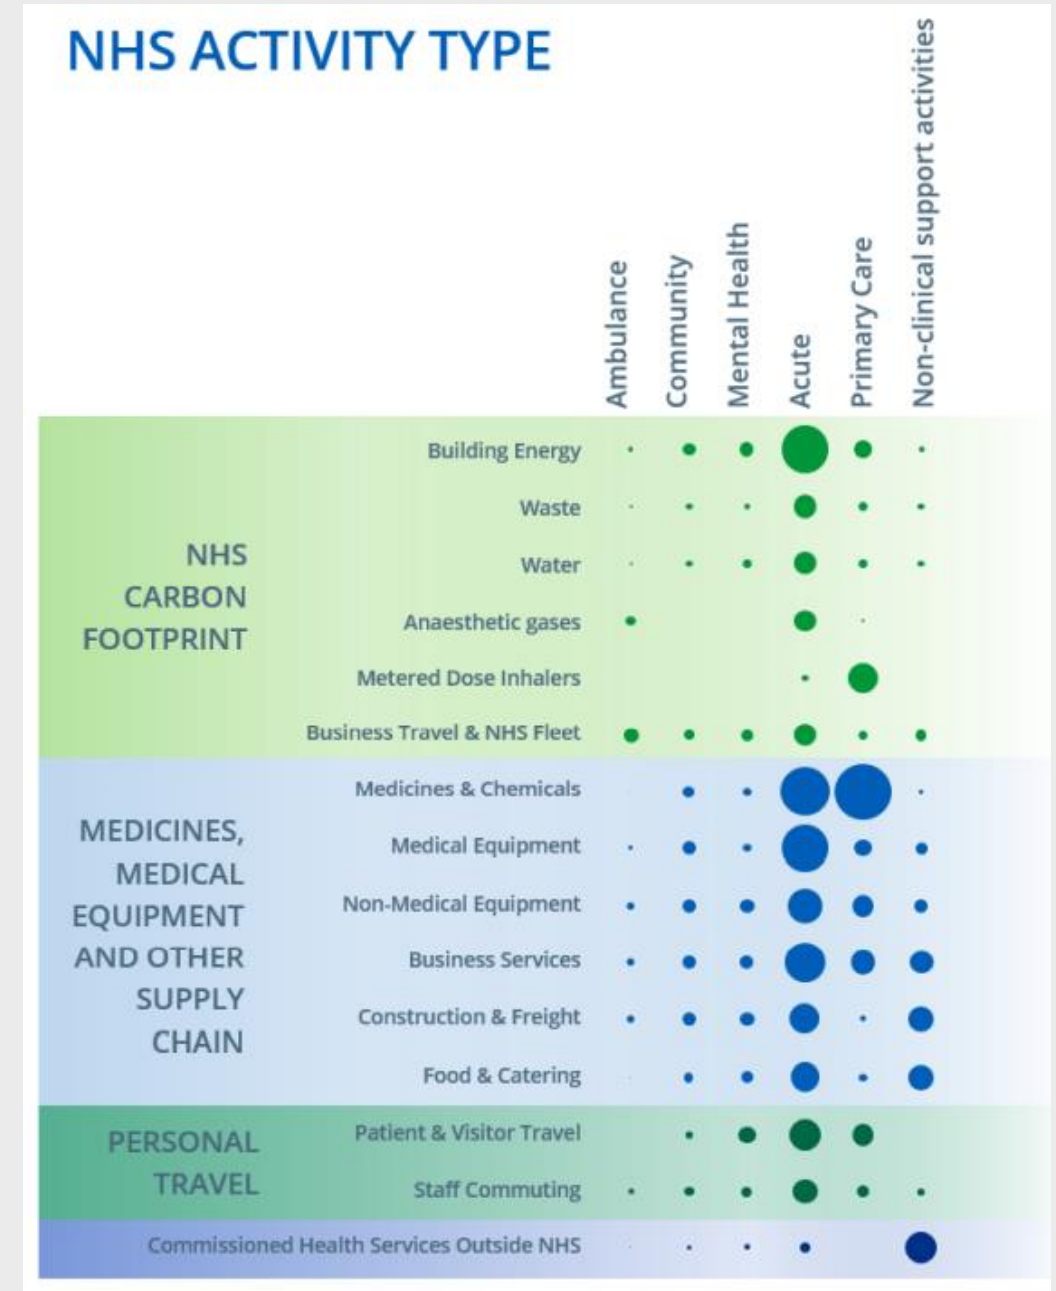 NHS ACTIVITY TYPE
Ambulance
Community
Mental Health
Acute
Primary Care
Non-clinical support activities
NHS
CARBON
FOOTPRINT
Building Energy
Waste
Water
Anaesthetic gases
Metered Dose Inhalers
Business Travel & NHS Fleet
MEDICINES,
MEDICAL
EQUIPMENT
AND OTHER
SUPPLY
CHAIN
Medicines & Chemicals
Medical Equipment
Non-Medical Equipment
Business Services
Construction & Freight
Food & Catering
PERSONAL
TRAVEL
Patient & Visitor Travel
Staff Commuting
Commissioned Health Services Outside NHS